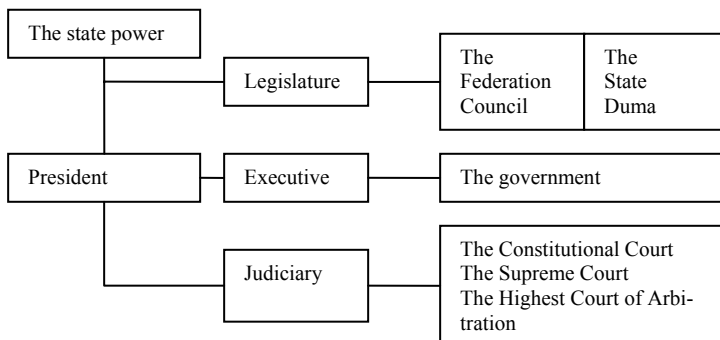 The state power
Legislature
The
Federation
Council
The
State
Duma
President
Executive
The government
Judiciary
The Constitutional Court
The Supreme Court
The Highest Court of Arbi-
tration